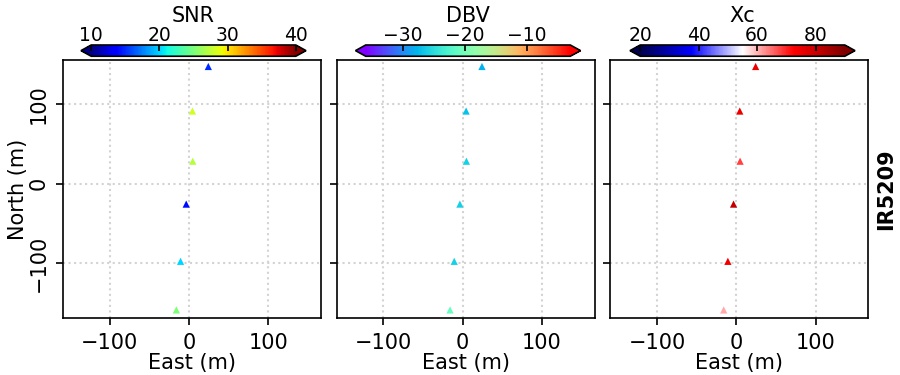 SNR
DBV
Xc
10 20 30 40
−30 −20 −10
20 40 60 80
North (m)
100
0
−100
IR5209
−100 0 100
−100 0 100
−100 0 100
East (m)
East (m)
East (m)